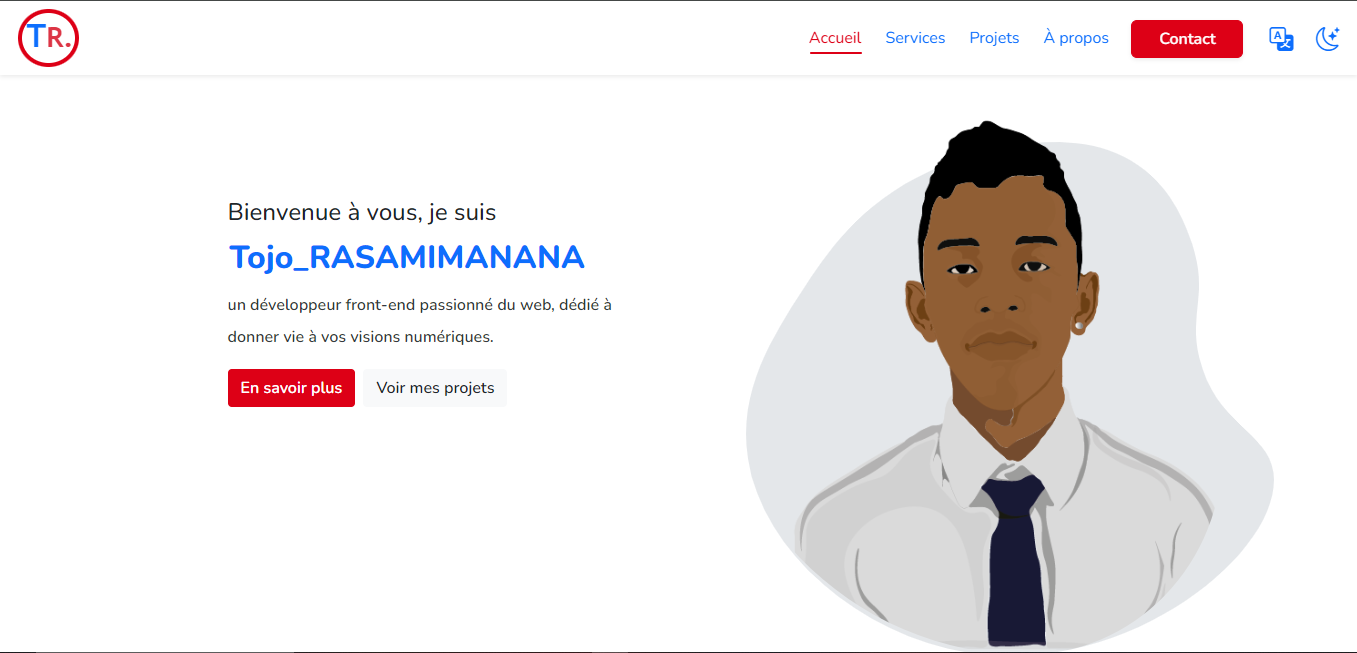 TR.
Accueil Services Projets À propos Contact
Bienvenue à vous, je suis
Tojo_RASAMIMANANA
un développeur front-end passionné du web, dédié à
donner vie à vos visions numériques.
En savoir plus Voir mes projets